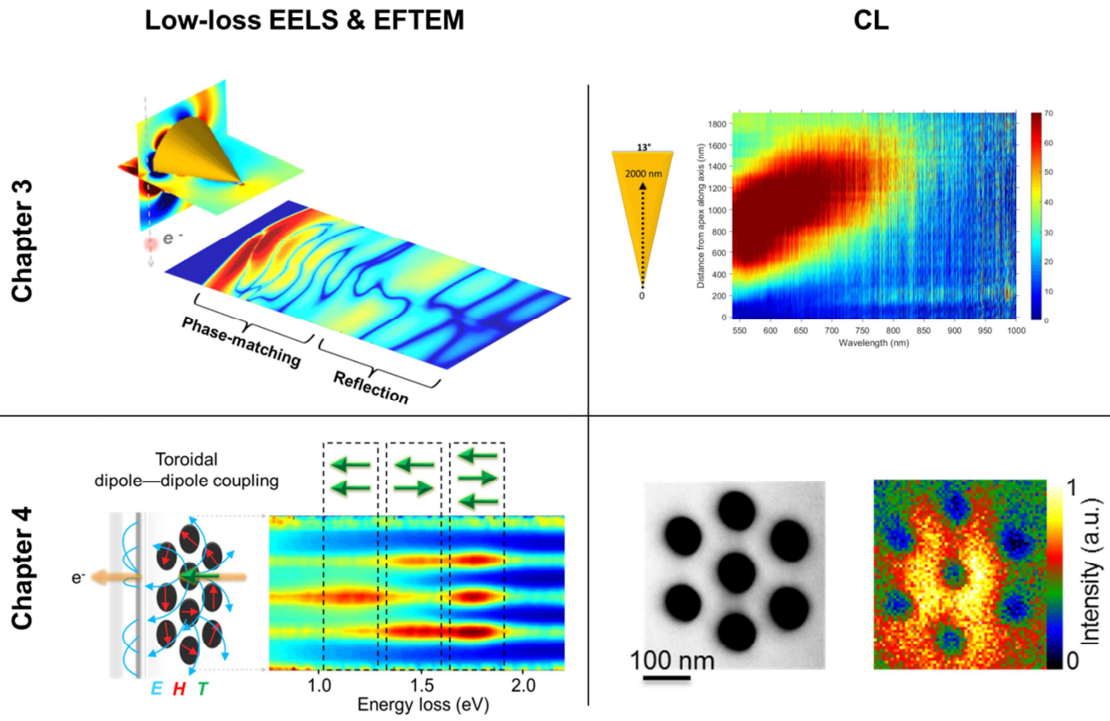 Low-loss EELS & EFTEM
CL
Chapter 3
e -
Phase-matching
Reflection
13°
2000 nm
0
Distance from apex along axis (nm)
1800
1600
1400
1200
1000
800
600
400
200
0
550 600 650 700 750 800 850 900 950 1000
Wavelength (nm)
70
60
50
40
30
20
10
0
Chapter 4
Toroidal
dipole—dipole coupling
e-
E H T
1.0 1.5 2.0
Energy loss (eV)
100 nm
1
0
Intensity (a.u.)